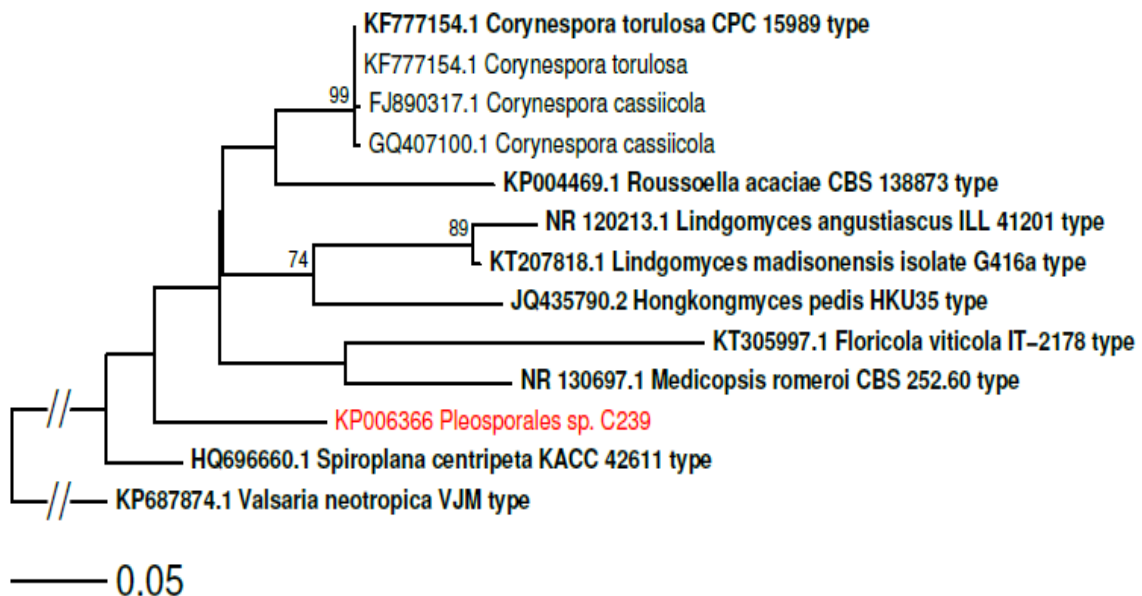 KF777154.1 Corynespora torulosa CPC 15989 type
KF777154.1 Corynespora torulosa
99
FJ890317.1 Corynespora cassiicola
GQ407100.1 Corynespora cassiicola
KP004469.1 Roussoella acaciae CBS 138873 type
NR 120213.1 Lindgomyces angustiascus ILL 41201 type
89
KT207818.1 Lindgomyces madisonensis isolate G416a type
74
JQ435790.2 Hongkongmyces pedis HKU35 type
KT305997.1 Floricola viticola IT−2178 type
NR 130697.1 Medicopsis romeroi CBS 252.60 type
KP006366 Pleosporales sp. C239
HQ696660.1 Spiroplana centripeta KACC 42611 type
KP687874.1 Valsaria neotropica VJM type
0.05